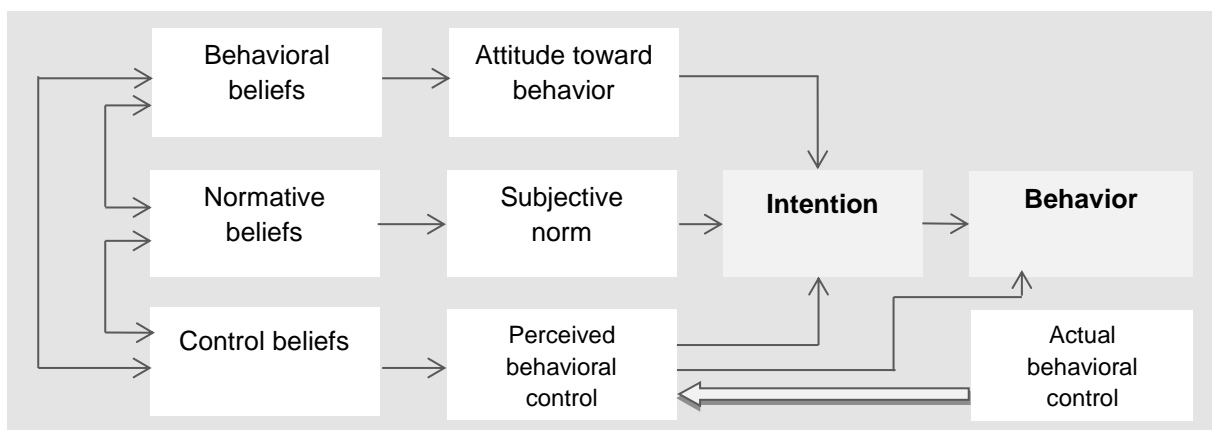 Behavioral
beliefs
Attitude toward
behavior
Normative
beliefs
Subjective
norm
Intention
Behavior
Control beliefs
Perceived
behavioral
control
Actual
behavioral
control